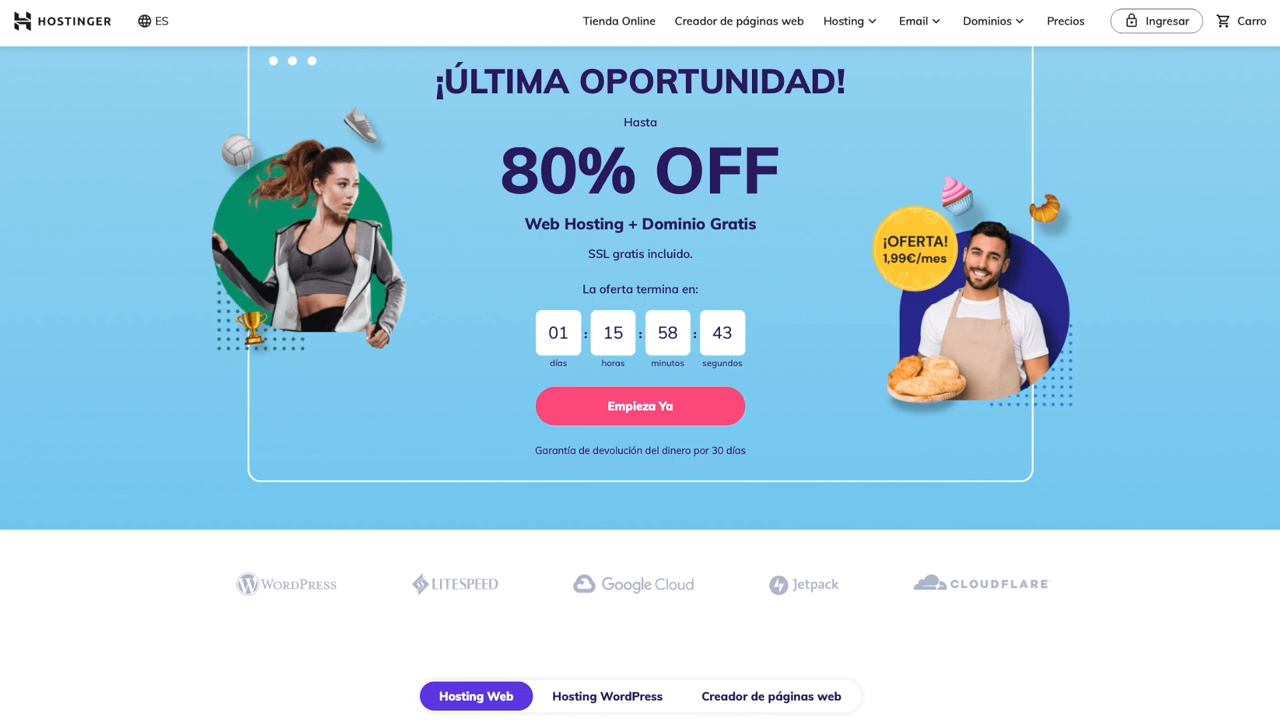 HOSTINGER
ES
Tienda Online
Creador de páginas web
Hosting
Email
Dominios
Precios
Ingresar
Carro
¡ÚLTIMA OPORTUNIDAD!
Hasta
80% OFF
Web Hosting + Dominio Gratis
SSL gratis incluido.
¡OFERTA!
1,99€/mes
La oferta termina en:
01 : 15 : 58 : 43
días horas minutos segundos
Empieza Ya
Garantía de devolución del dinero por 30 días
WORDPRESS
LITESPEED
Google Cloud
Jetpack
CLOUDFLARE
Hosting Web
Hosting WordPress
Creador de páginas web